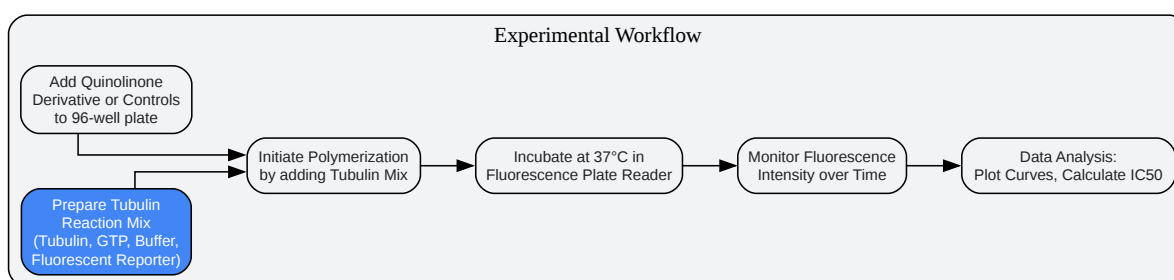 Experimental Workflow
Add Quinolinone
Derivative or Controls
to 96-well plate
Prepare Tubulin
Reaction Mix
(Tubulin, GTP, Buffer,
Fluorescent Reporter)
Initiate Polymerization
by adding Tubulin Mix
Incubate at 37°C in
Fluorescence Plate Reader
Monitor Fluorescence
Intensity over Time
Data Analysis:
Plot Curves, Calculate IC50